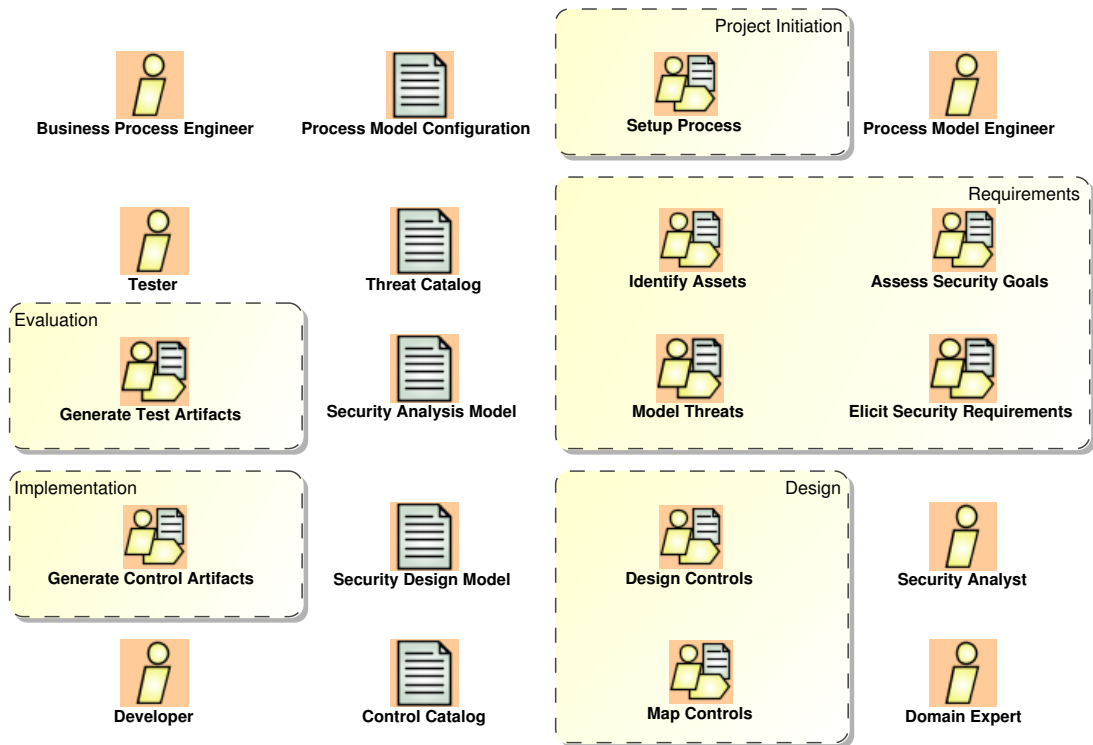 Project Initiation
Business Process Engineer
Process Model Configuration
Setup Process
Process Model Engineer
Requirements
Tester
Threat Catalog
Identify Assets
Assess Security Goals
Evaluation
Generate Test Artifacts
Security Analysis Model
Model Threats
Elicit Security Requirements
Implementation
Design
Generate Control Artifacts
Security Design Model
Design Controls
Security Analyst
Developer
Control Catalog
Map Controls
Domain Expert